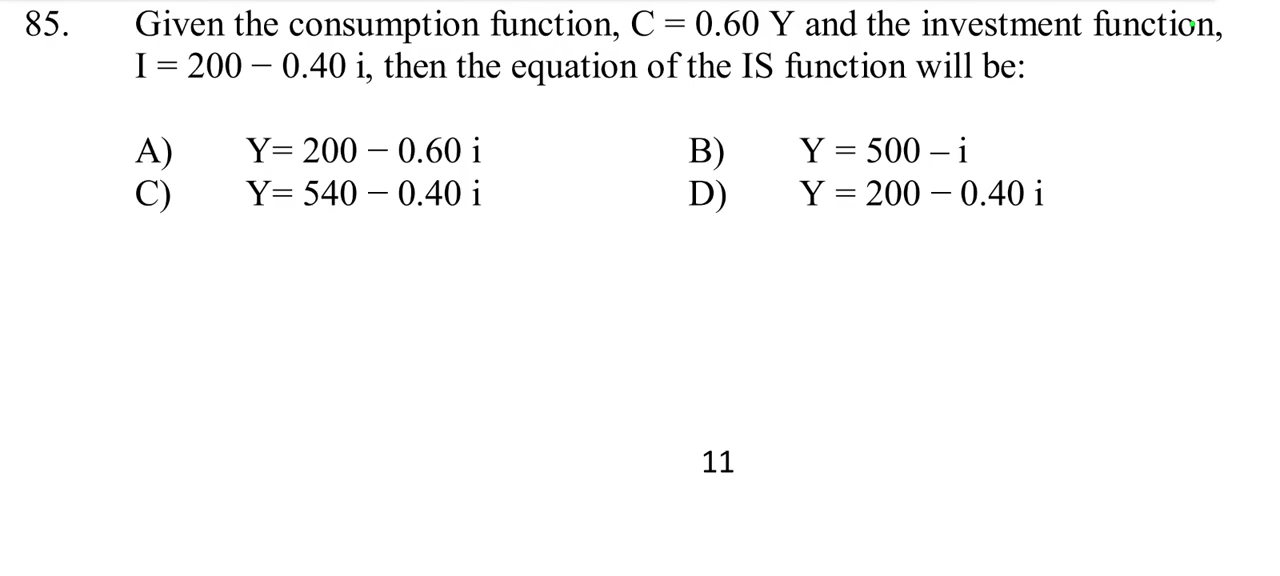 85. Given the consumption function, C = 0.60 Y and the investment function,
I = 200 – 0.40 i, then the equation of the IS function will be:
A) Y= 200 – 0.60 i B) Y = 500 – i
C) Y= 540 – 0.40 i D) Y = 200 – 0.40 i
11